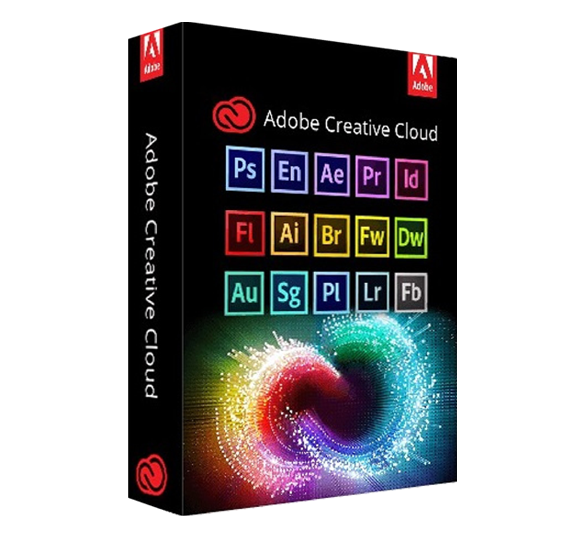 Adobe
Adobe Creative Cloud
Adobe
Adobe Creative Cloud
Ps En Ae Pr Id
Fl Ai Br Fw Dw
Au Sg Pl Lr Fb